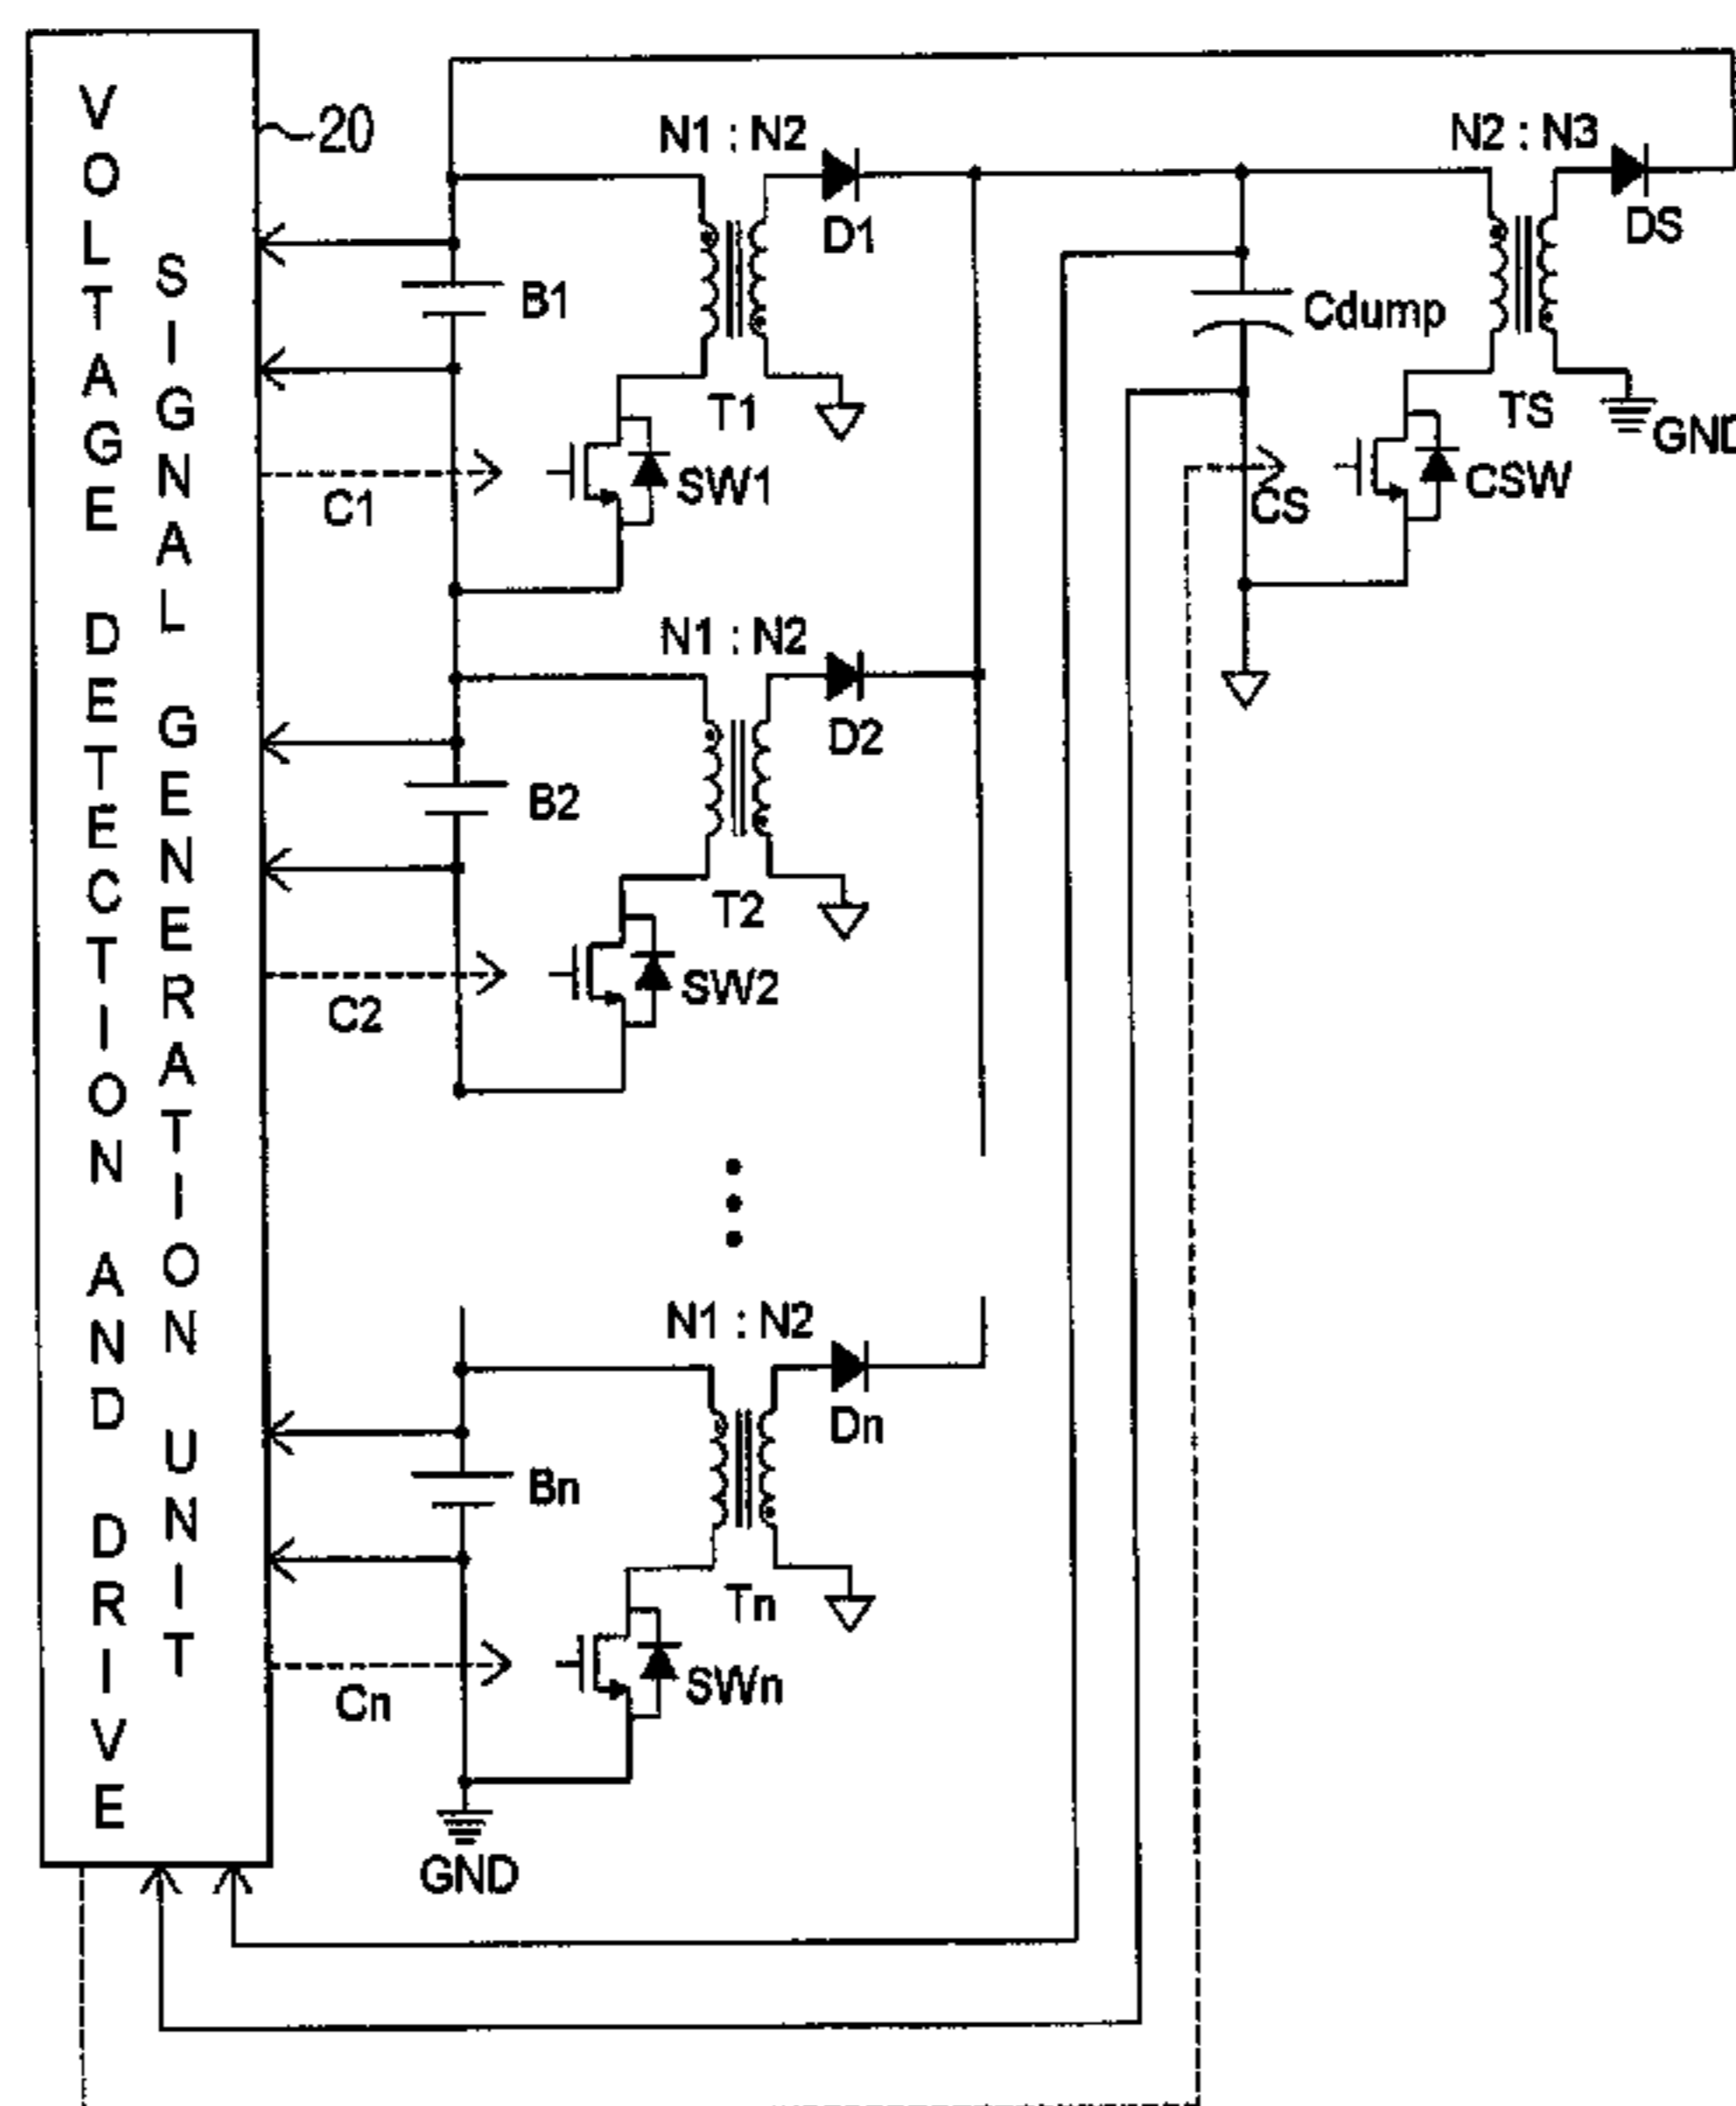 VOLTAGE DETECTION AND DRIVE
SIGNAL GENERATION UNIT
20
N1 : N2
N2 : N3
D1
DS
B1
Cdump
T1
TS
GND
SW1
CSW
C1
CS
N1 : N2
D2
B2
T2
SW2
C2
N1 : N2
Dn
Bn
Tn
SWn
Cn
GND